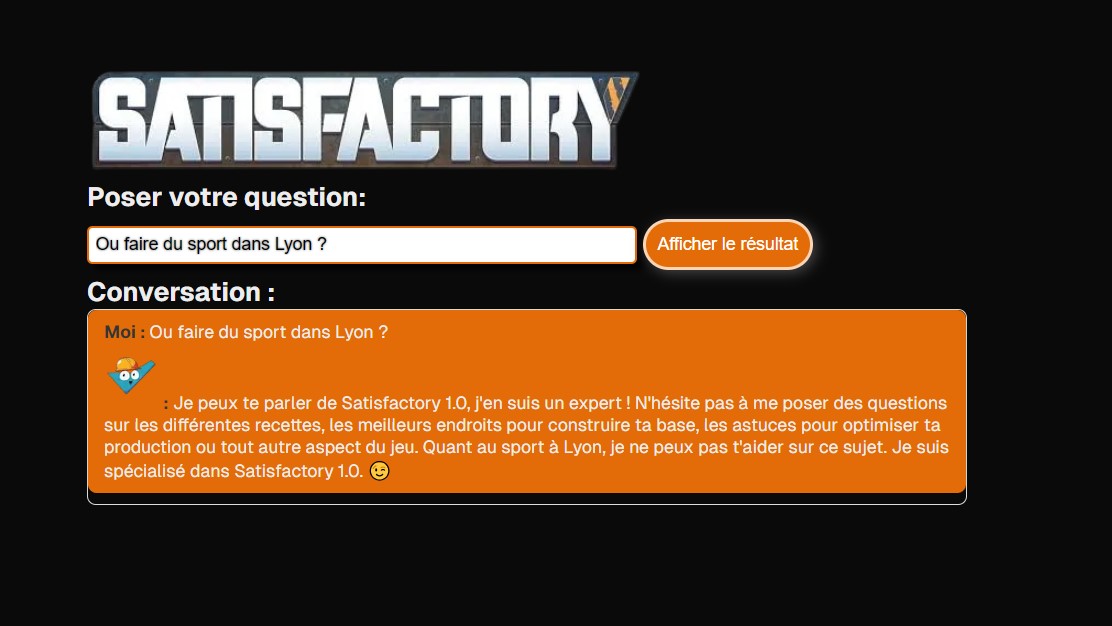 SATISFACTORY
Poser votre question:
Ou faire du sport dans Lyon ?
Afficher le résultat
Conversation :
Moi : Ou faire du sport dans Lyon ?
: Je peux te parler de Satisfactory 1.0, j'en suis un expert ! N'hésite pas à me poser des questions
sur les différentes recettes, les meilleurs endroits pour construire ta base, les astuces pour optimiser ta
production ou tout autre aspect du jeu. Quant au sport à Lyon, je ne peux pas t'aider sur ce sujet. Je suis
spécialisé dans Satisfactory 1.0. 😉